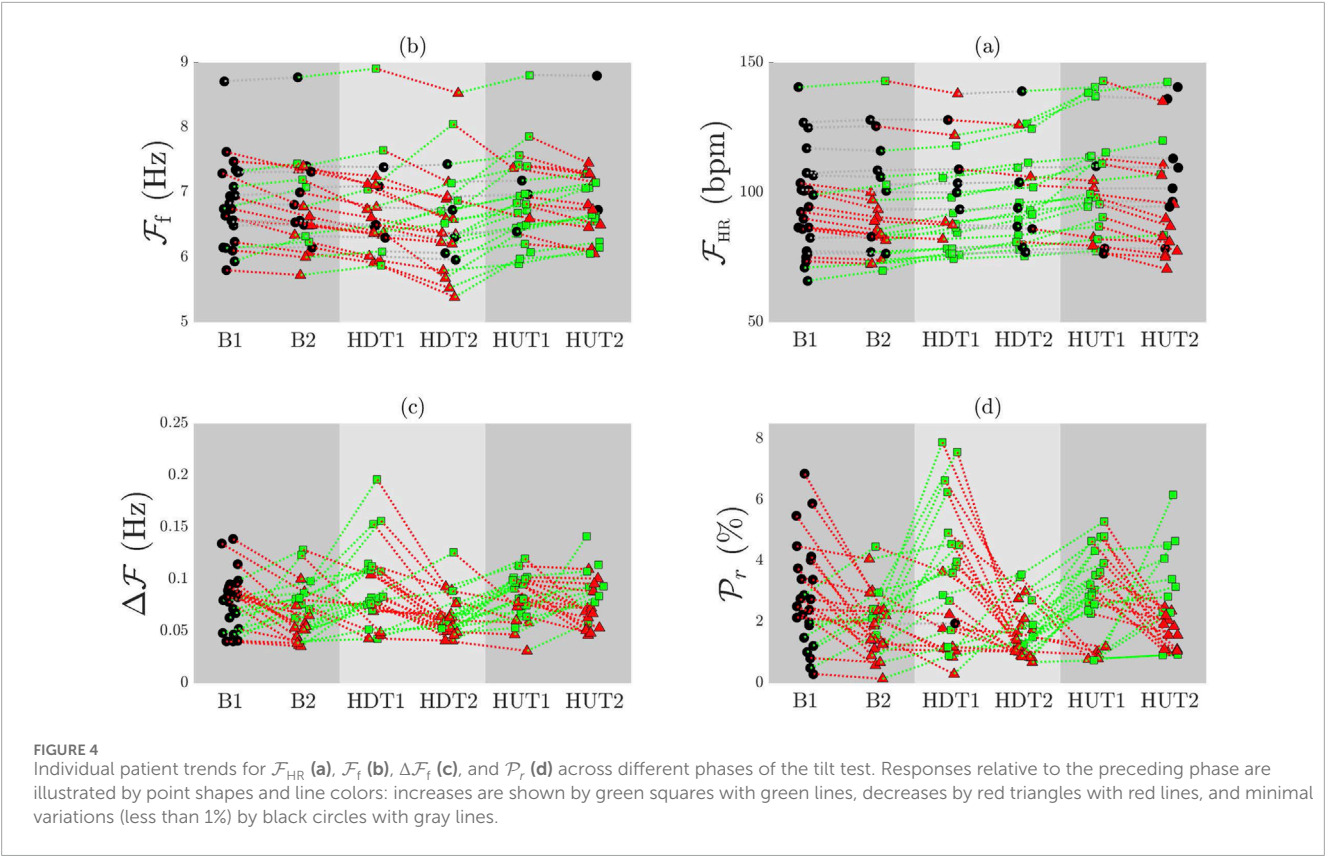 (b)
9
8
7
6
5
ℱ_f (Hz)
B1 B2 HDT1 HDT2 HUT1 HUT2
(a)
150
100
50
ℱ_HR (bpm)
B1 B2 HDT1 HDT2 HUT1 HUT2
(c)
0.25
0.2
0.15
0.1
0.05
0
Δℱ (Hz)
B1 B2 HDT1 HDT2 HUT1 HUT2
(d)
8
6
4
2
0
𝒫_r (%)
B1 B2 HDT1 HDT2 HUT1 HUT2
FIGURE 4
Individual patient trends for ℱ_HR (a), ℱ_f (b), Δℱ_f (c), and 𝒫_r (d) across different phases of the tilt test. Responses relative to the preceding phase are
illustrated by point shapes and line colors: increases are shown by green squares with green lines, decreases by red triangles with red lines, and minimal
variations (less than 1%) by black circles with gray lines.